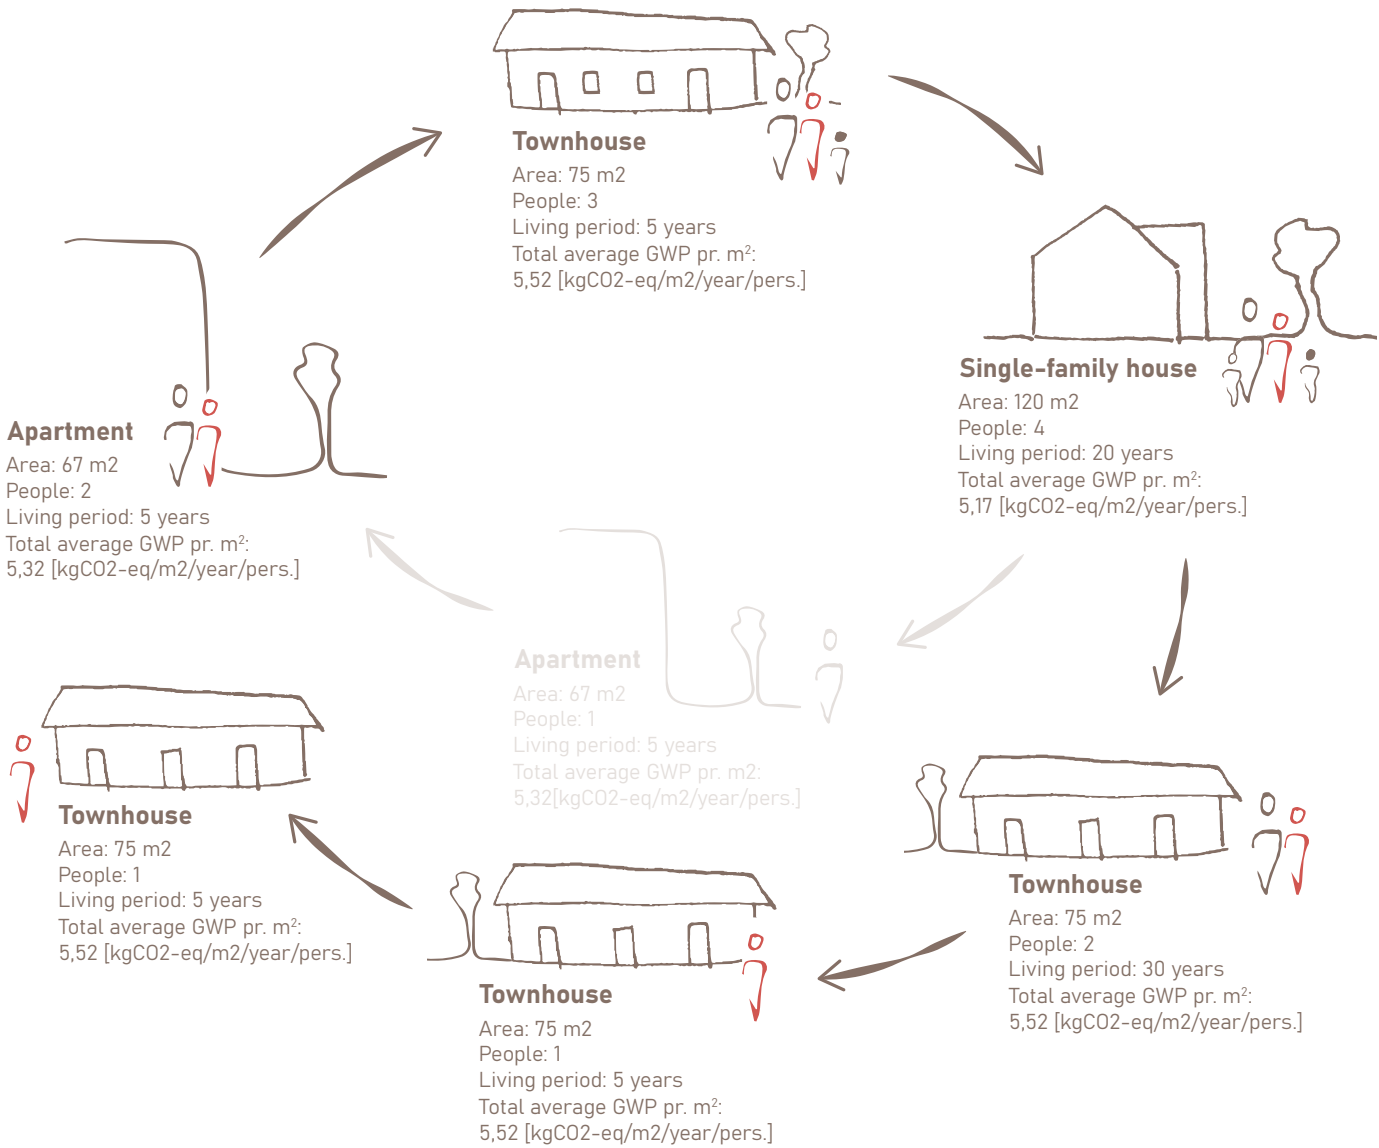 Townhouse
Area: 75 m2
People: 3
Living period: 5 years
Total average GWP pr. m²:
5,52 [kgCO2-eq/m2/year/pers.]
Single-family house
Area: 120 m2
People: 4
Living period: 20 years
Total average GWP pr. m²:
5,17 [kgCO2-eq/m2/year/pers.]
Apartment
Area: 67 m2
People: 2
Living period: 5 years
Total average GWP pr. m²:
5,32 [kgCO2-eq/m2/year/pers.]
Apartment
Area: 67 m2
People: 1
Living period: 5 years
Total average GWP pr. m2:
5,32[kgCO2-eq/m2/year/pers.]
Townhouse
Area: 75 m2
People: 1
Living period: 5 years
Total average GWP pr. m²:
5,52 [kgCO2-eq/m2/year/pers.]
Townhouse
Area: 75 m2
People: 2
Living period: 30 years
Total average GWP pr. m²:
5,52 [kgCO2-eq/m2/year/pers.]
Townhouse
Area: 75 m2
People: 1
Living period: 5 years
Total average GWP pr. m²:
5,52 [kgCO2-eq/m2/year/pers.]